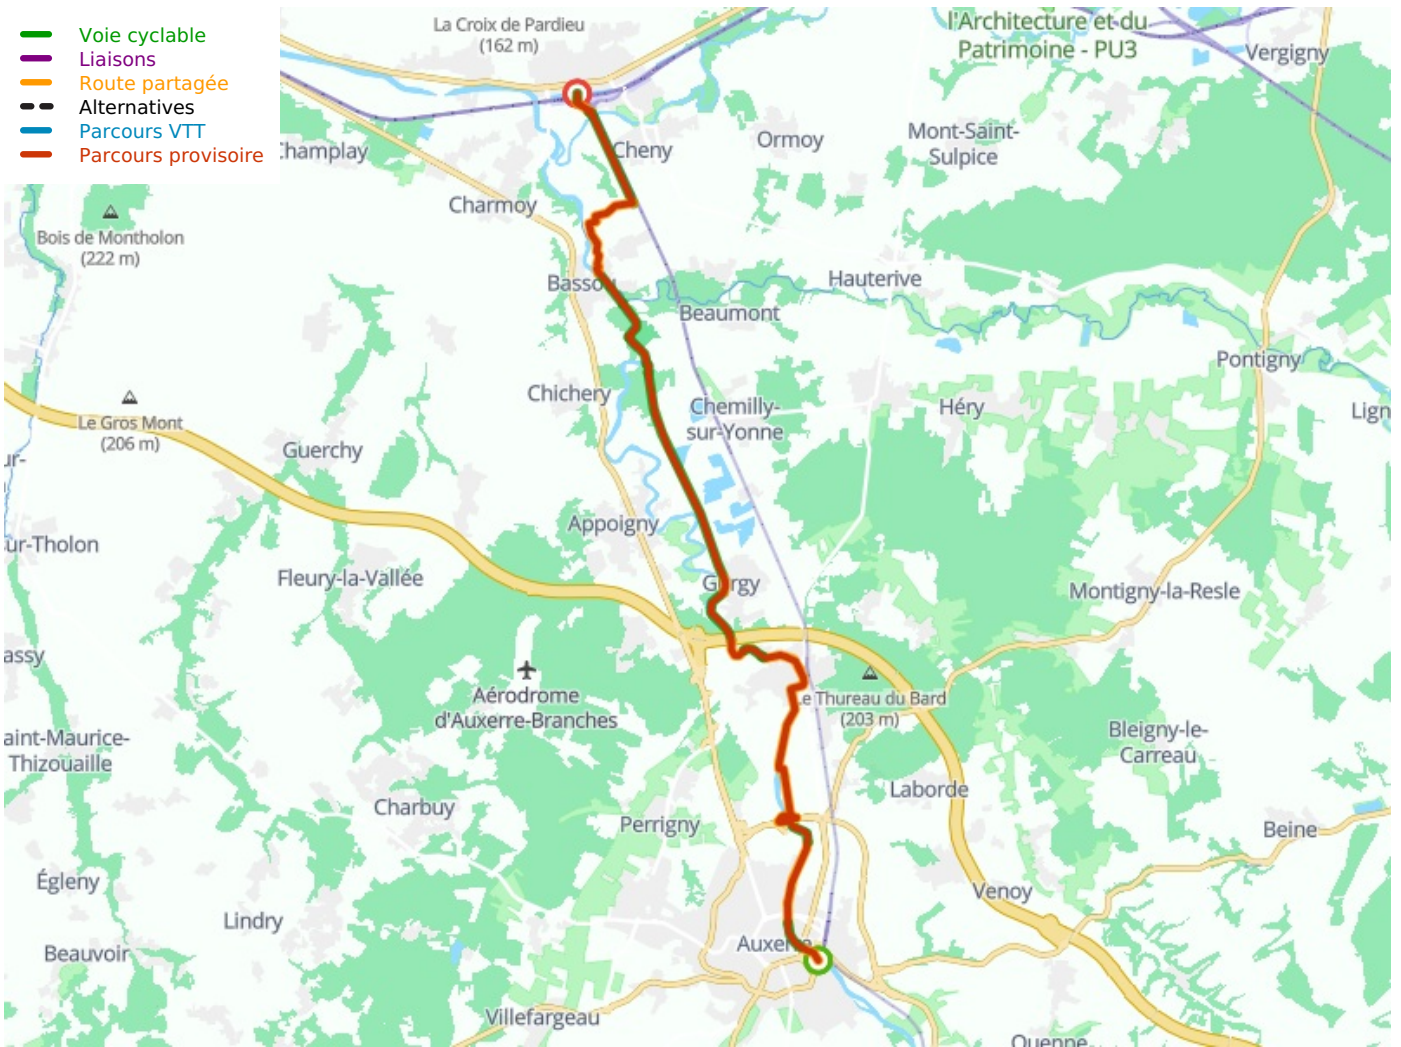 Voie cyclable
Liaisons
Route partagée
Alternatives
Parcours VTT
Parcours provisoire
La Croix de Pardieu
(162 m)
l'Architecture et du
Patrimoine - PU3
Vergigny
Champlay
Cheny
Ormoy
Mont-Saint-
Sulpice
Charmoy
Bois de Montholon
(222 m)
Bassou
Hauterive
Beaumont
Pontigny
Chichery
Le Gros Mont
(206 m)
Chemilly-
sur-Yonne
Héry
Lign
Guerchy
ur-
Appoigny
sur-Tholon
Fleury-la-Vallée
Gurgy
Montigny-la-Resle
assy
Aérodrome
d'Auxerre-Branches
Le Thureau du Bard
(203 m)
aint-Maurice-
Thizouaille
Bleigny-le-
Carreau
Laborde
Charbuy
Perrigny
Beine
Égleny
Venoy
Lindry
Beauvoir
Auxerre
Villefargeau
Quenne